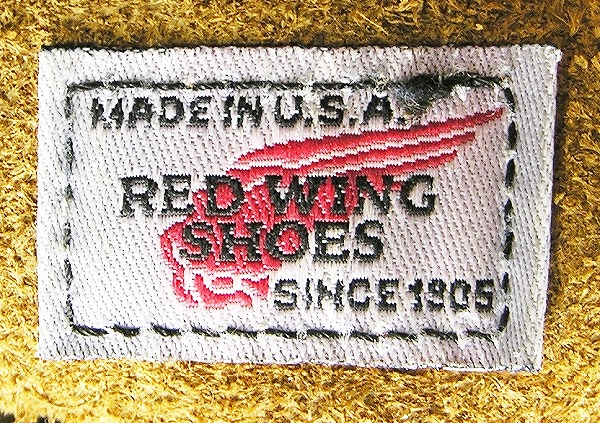 MADE IN U.S.A.
RED WING
SHOES
SINCE 1905